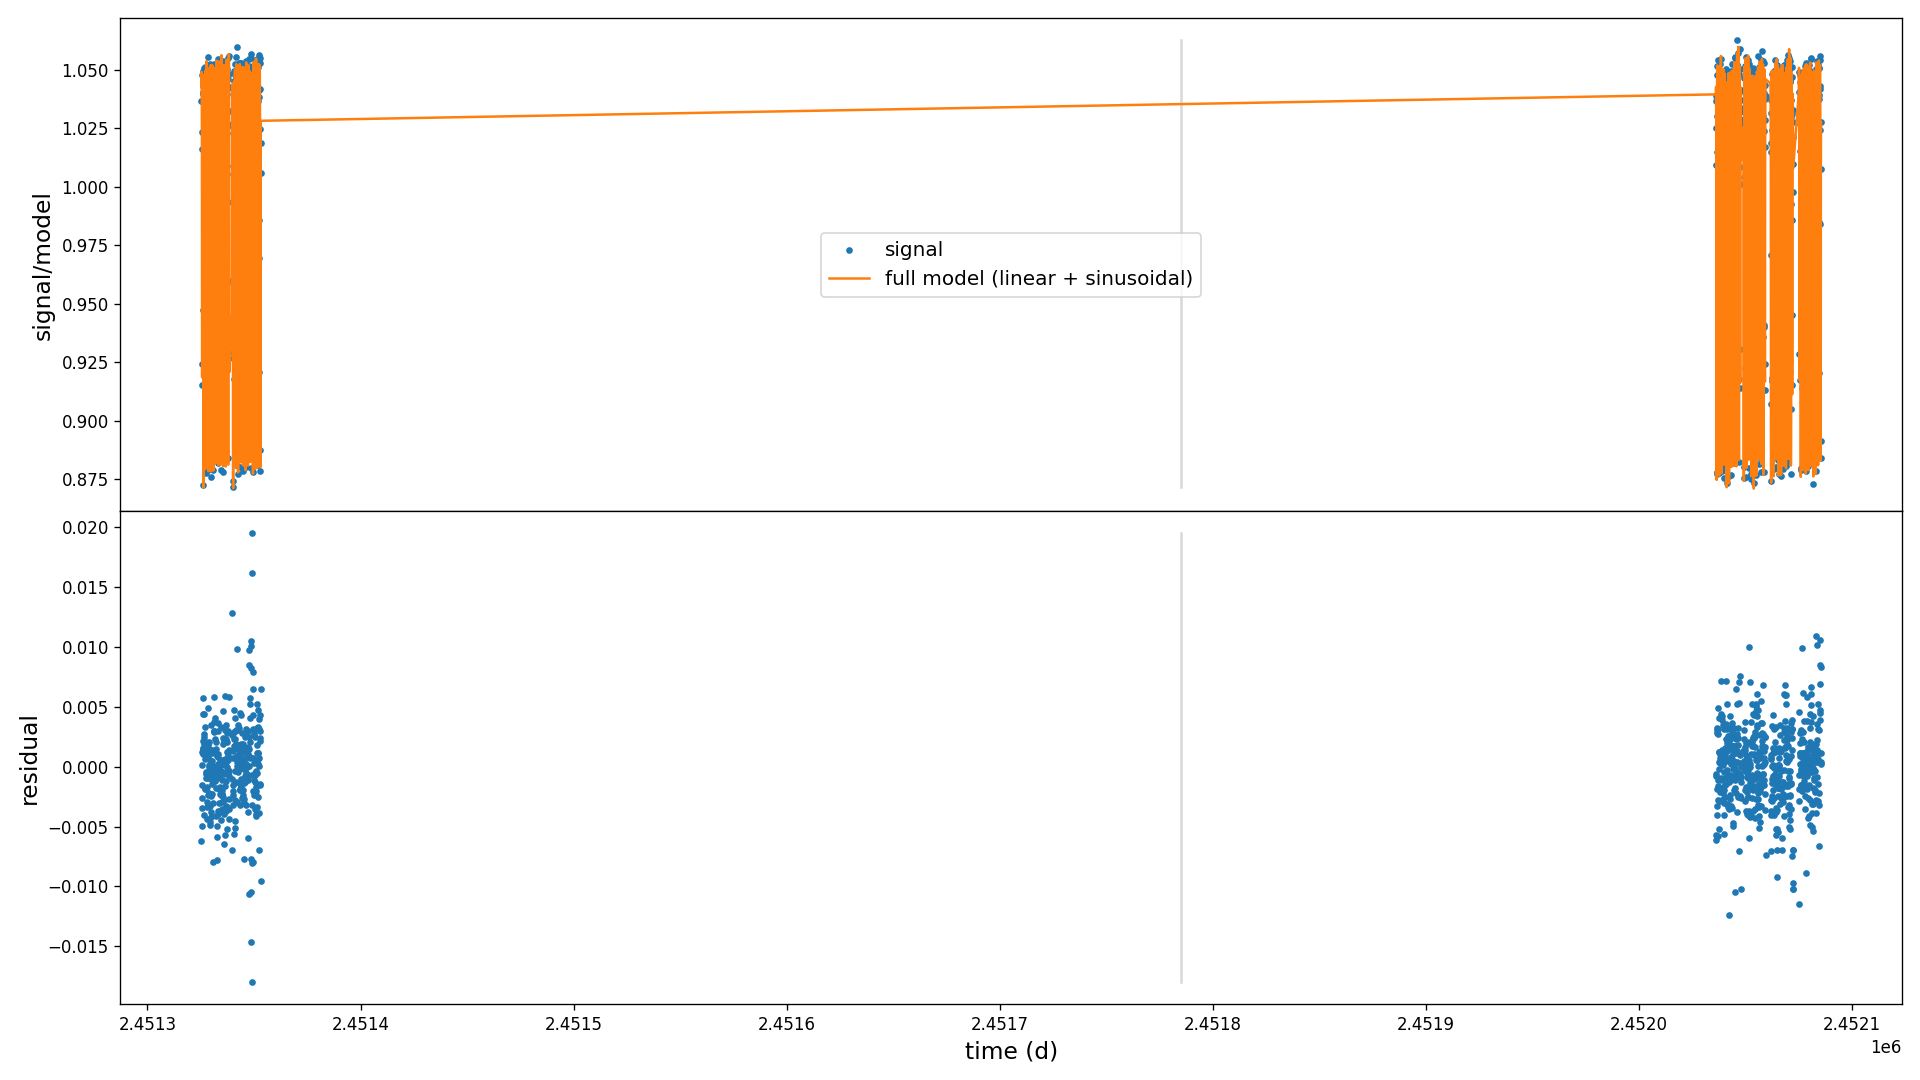 signal/model
1.050
1.025
1.000
0.975
0.950
0.925
0.900
0.875
signal
full model (linear + sinusoidal)
residual
0.020
0.015
0.010
0.005
0.000
−0.005
−0.010
−0.015
2.4513 2.4514 2.4515 2.4516 2.4517 2.4518 2.4519 2.4520 2.4521
1e6
time (d)